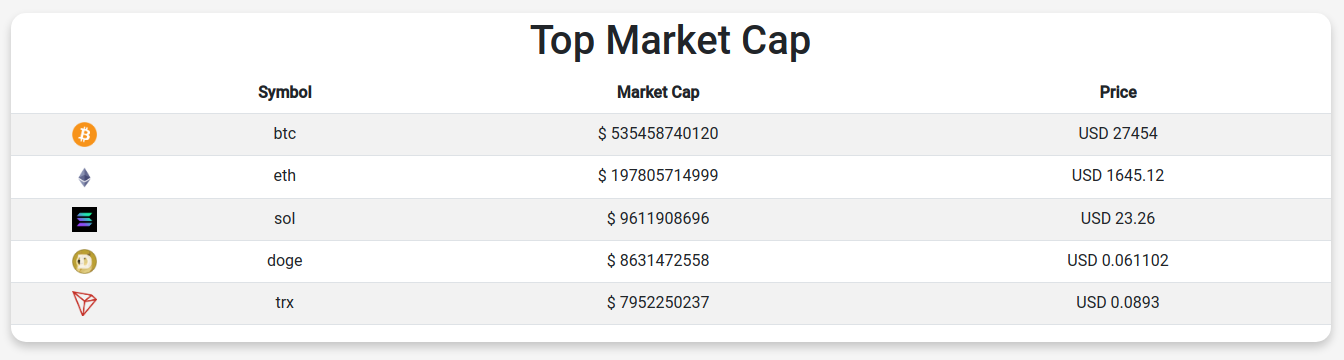 Top Market Cap
Symbol Market Cap Price
btc $ 535458740120 USD 27454
eth $ 197805714999 USD 1645.12
sol $ 9611908696 USD 23.26
doge $ 8631472558 USD 0.061102
trx $ 7952250237 USD 0.0893